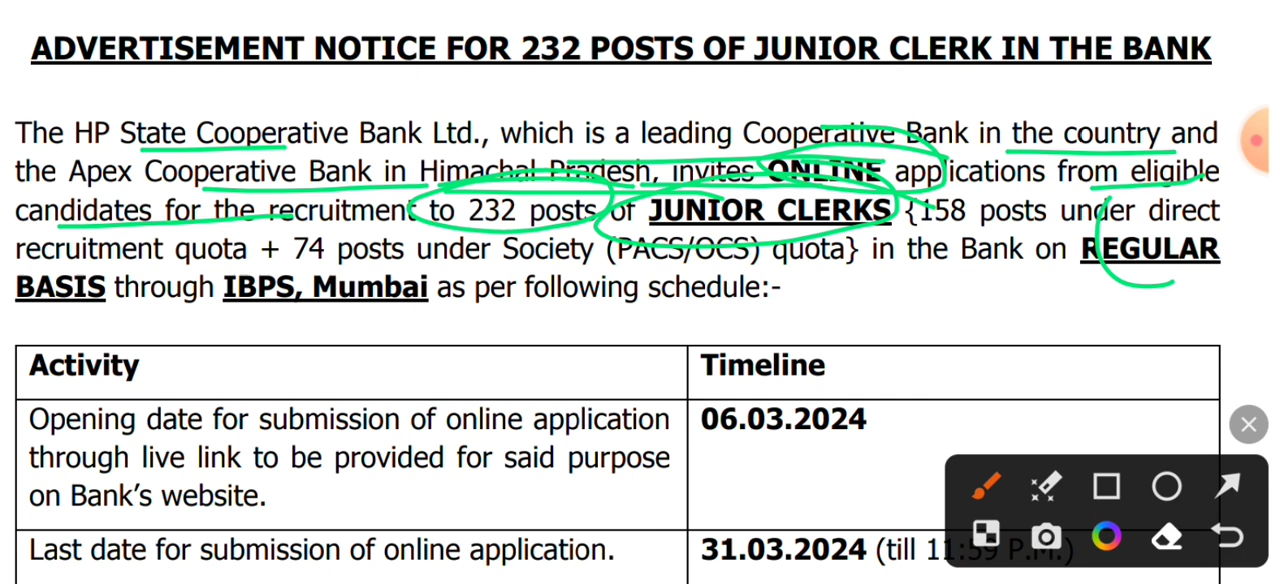 ADVERTISEMENT NOTICE FOR 232 POSTS OF JUNIOR CLERK IN THE BANK
The HP State Cooperative Bank Ltd., which is a leading Cooperative Bank in the country and
the Apex Cooperative Bank in Himachal Pradesh, invites ONLINE applications from eligible
candidates for the recruitment to 232 posts of JUNIOR CLERKS {158 posts under direct
recruitment quota + 74 posts under Society (PACS/OCS) quota} in the Bank on REGULAR
BASIS through IBPS, Mumbai as per following schedule:-
Activity Timeline
Opening date for submission of online application 06.03.2024
through live link to be provided for said purpose
on Bank's website.
Last date for submission of online application. 31.03.2024 (till 11:59 P.M.)